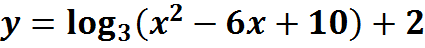 y = log₃(x² − 6x + 10) + 2